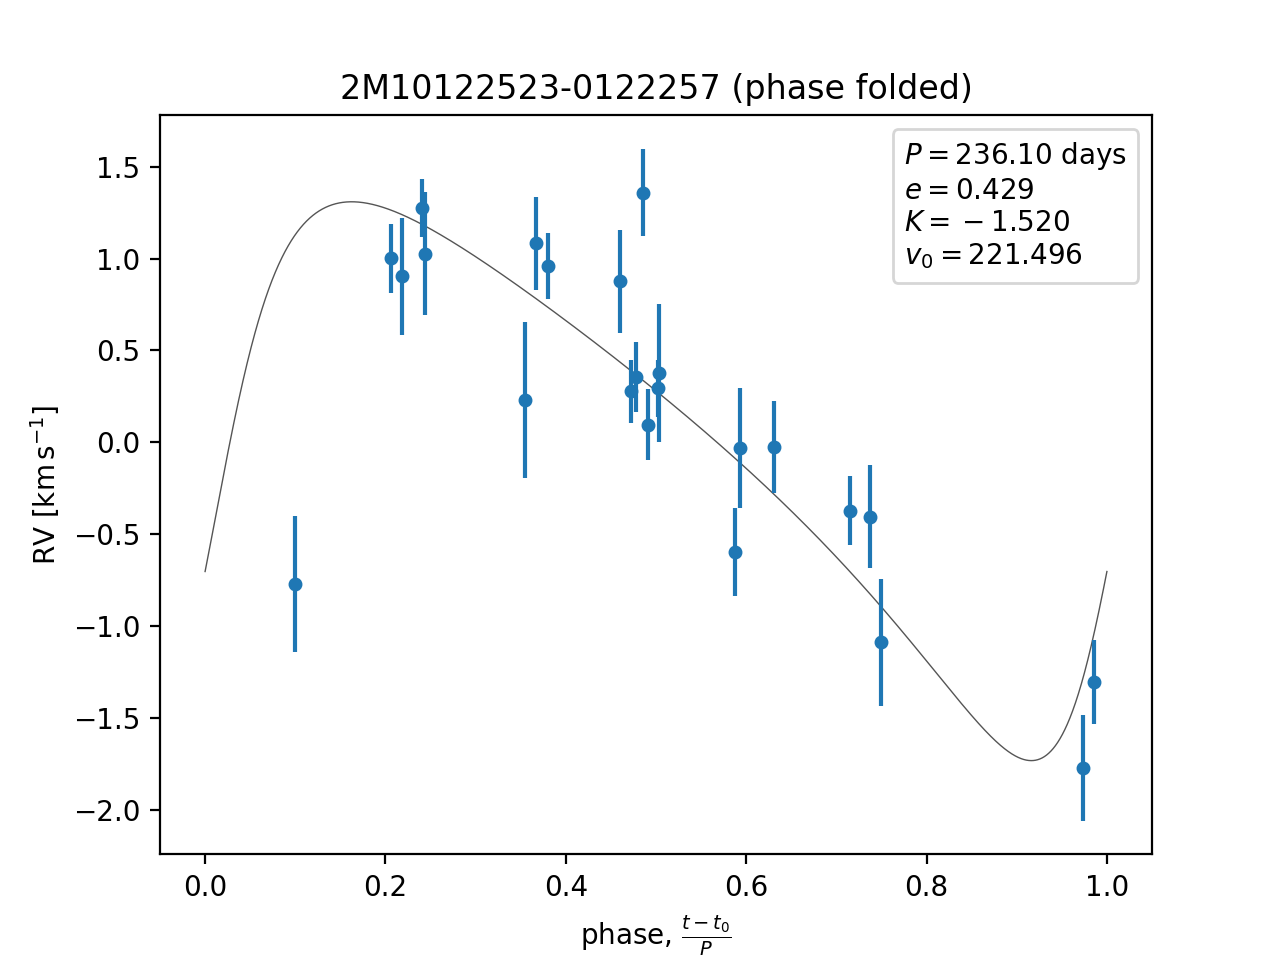 2M10122523-0122257 (phase folded)
P = 236.10 days
e = 0.429
K = −1.520
v₀ = 221.496
RV [km s⁻¹]
1.5
1.0
0.5
0.0
−0.5
−1.0
−1.5
−2.0
0.0 0.2 0.4 0.6 0.8 1.0
phase, (t − t₀)/P